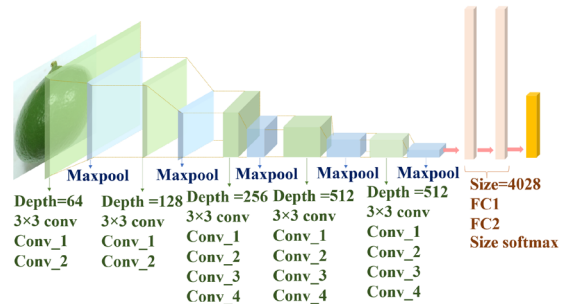 Maxpool
Maxpool
Maxpool
Maxpool
Maxpool
Depth=64
3×3 conv
Conv_1
Conv_2
Depth =128
3×3 conv
Conv_1
Conv_2
Depth =256
3×3 conv
Conv_1
Conv_2
Conv_3
Conv_4
Depth =512
3×3 conv
Conv_1
Conv_2
Conv_3
Conv_4
Depth =512
3×3 conv
Conv_1
Conv_2
Conv_3
Conv_4
Size=4028
FC1
FC2
Size softmax